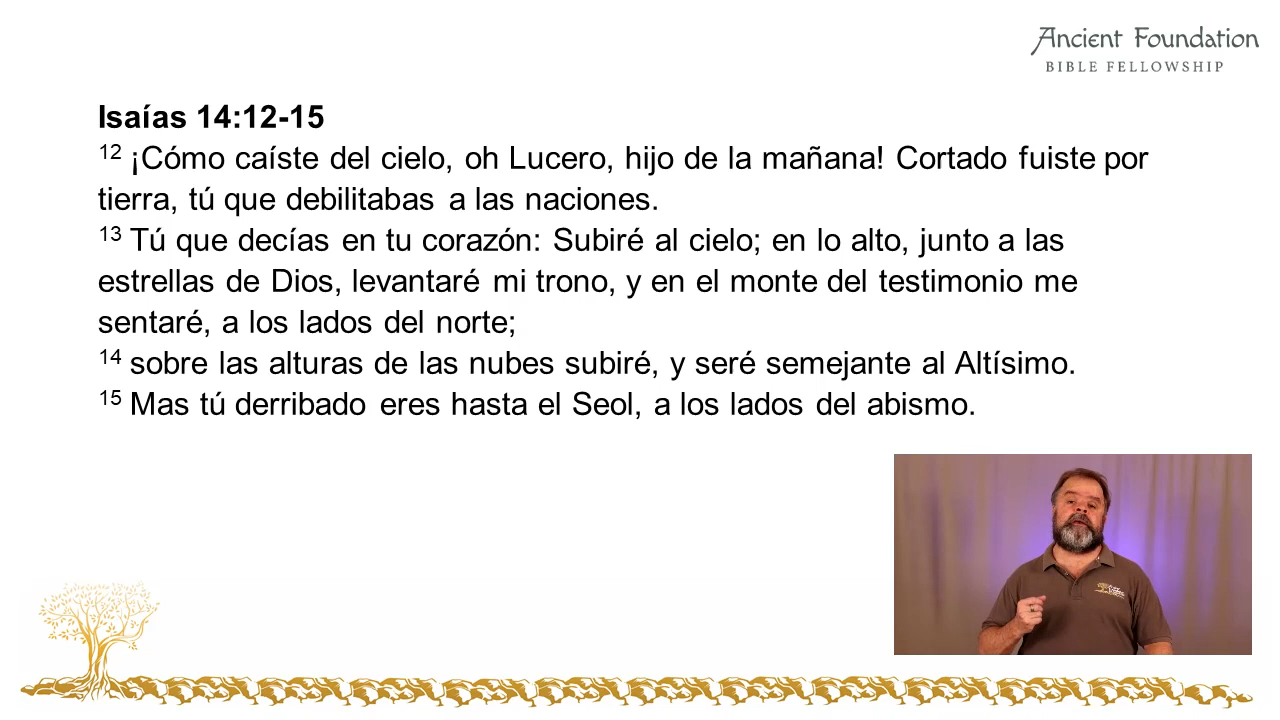 Ancient Foundation
BIBLE FELLOWSHIP
Isaías 14:12-15
12 ¡Cómo caíste del cielo, oh Lucero, hijo de la mañana! Cortado fuiste por
tierra, tú que debilitabas a las naciones.
13 Tú que decías en tu corazón: Subiré al cielo; en lo alto, junto a las
estrellas de Dios, levantaré mi trono, y en el monte del testimonio me
sentaré, a los lados del norte;
14 sobre las alturas de las nubes subiré, y seré semejante al Altísimo.
15 Mas tú derribado eres hasta el Seol, a los lados del abismo.